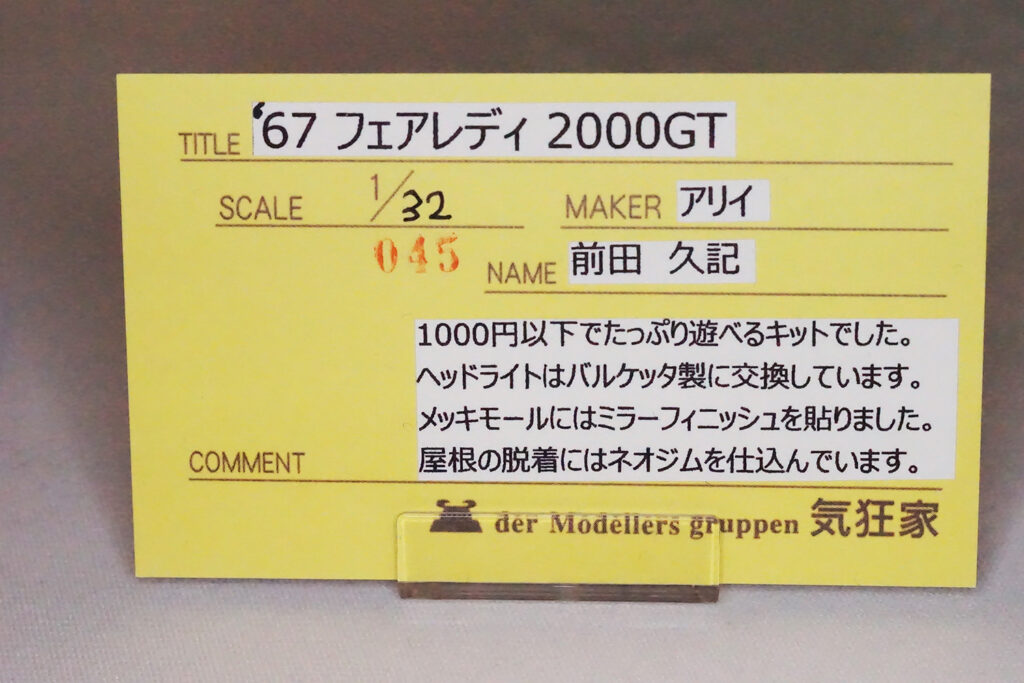 TITLE '67 フェアレディ 2000GT
SCALE 1/32 MAKER アリイ
045
NAME 前田 久記
1000円以下でたっぷり遊べるキットでした。
ヘッドライトはバルケッタ製に交換しています。
メッキモールにはミラーフィニッシュを貼りました。
屋根の脱着にはネオジムを仕込んでいます。
COMMENT
der Modellers gruppen 気狂家